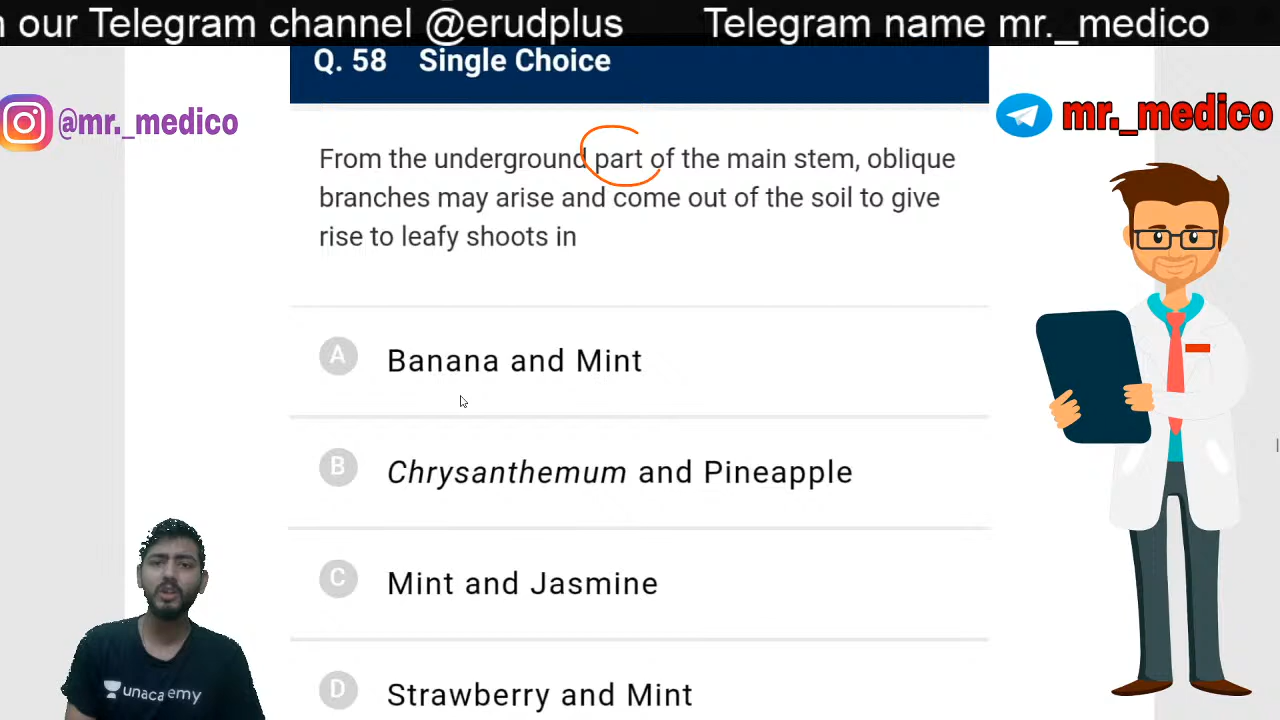 n our Telegram channel @erudplus Telegram name mr._medico
Q. 58 Single Choice
@mr._medico
mr._medico
From the underground part of the main stem, oblique
branches may arise and come out of the soil to give
rise to leafy shoots in
A Banana and Mint
B Chrysanthemum and Pineapple
C Mint and Jasmine
D Strawberry and Mint
unacademy